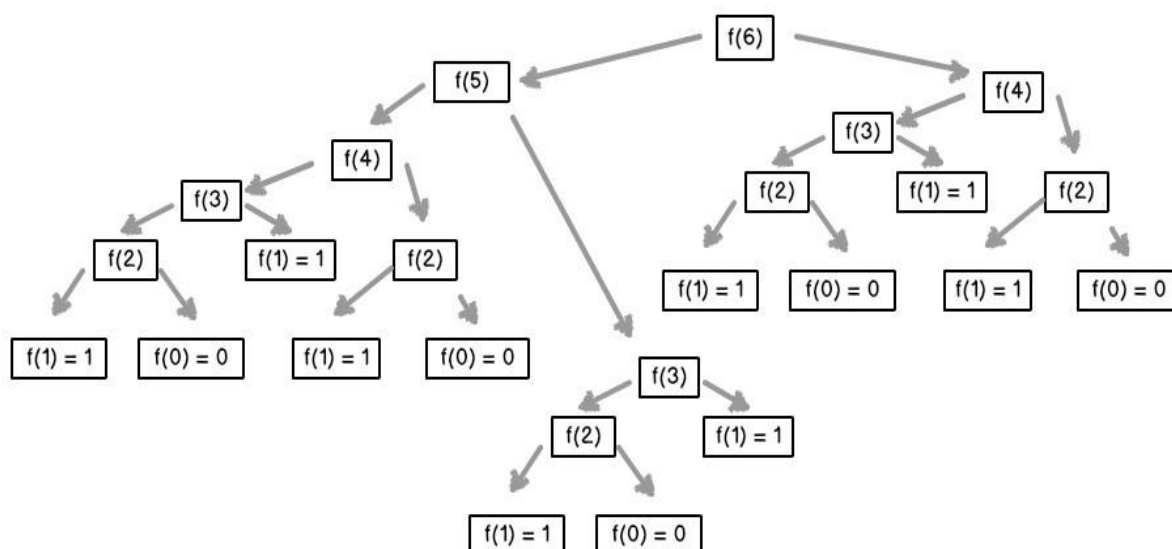 f(6)
f(5)
f(4)
f(3)
f(4)
f(3)
f(2)
f(1) = 1
f(2)
f(2)
f(1) = 1
f(2)
f(1) = 1
f(0) = 0
f(1) = 1
f(0) = 0
f(1) = 1
f(0) = 0
f(1) = 1
f(0) = 0
f(3)
f(2)
f(1) = 1
f(1) = 1
f(0) = 0